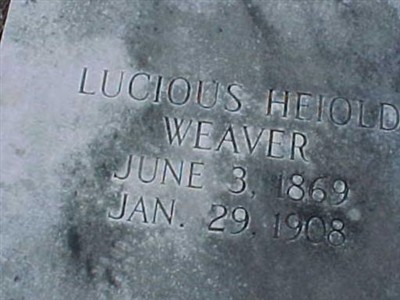 LUCIOUS HEIOLD
WEAVER
JUNE 3, 1869
JAN. 29, 1908